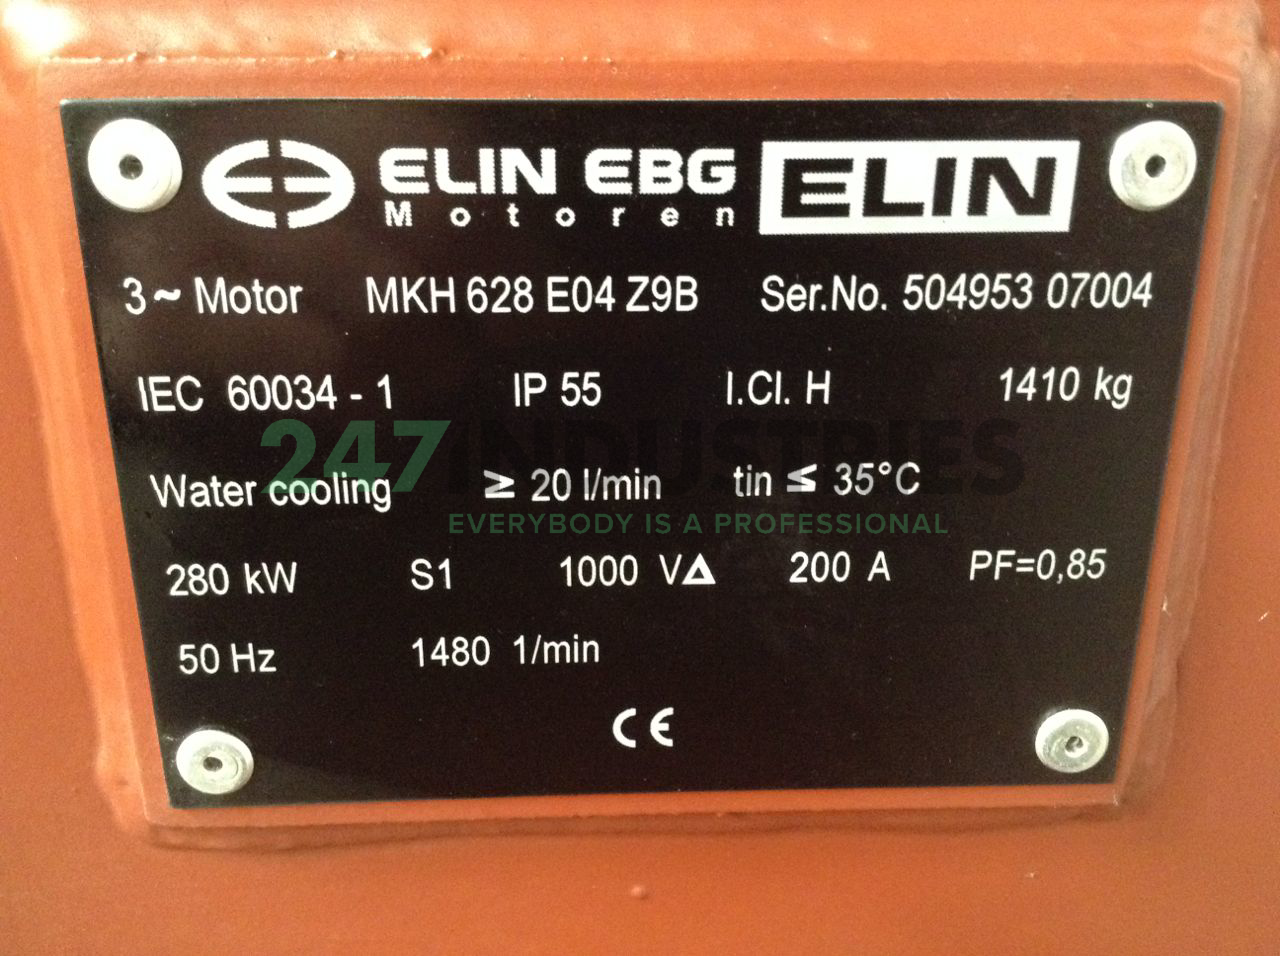 ELIN EBG ELIN
Motoren
3~ Motor MKH 628 E04 Z9B Ser.No. 504953 07004
IEC 60034 - 1 IP 55 I.Cl. H 1410 kg
247 INDUSTRIES
Water cooling ≥ 20 l/min tin ≤ 35°C
EVERYBODY IS A PROFESSIONAL
280 kW S1 1000 V△ 200 A PF=0,85
50 Hz 1480 1/min
CE